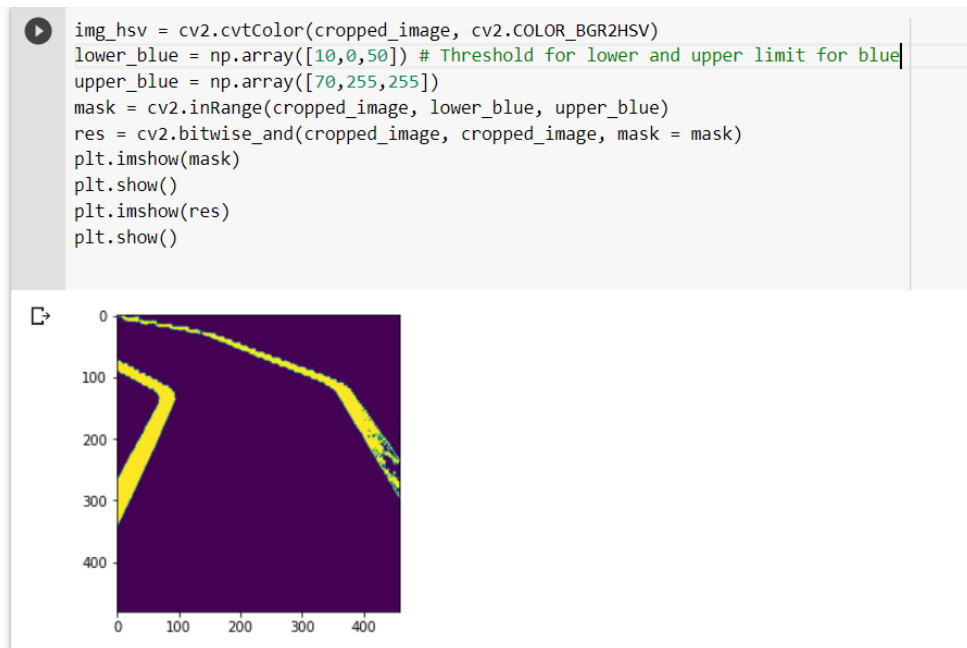 img_hsv = cv2.cvtColor(cropped_image, cv2.COLOR_BGR2HSV)
lower_blue = np.array([10,0,50]) # Threshold for lower and upper limit for blue
upper_blue = np.array([70,255,255])
mask = cv2.inRange(cropped_image, lower_blue, upper_blue)
res = cv2.bitwise_and(cropped_image, cropped_image, mask = mask)
plt.imshow(mask)
plt.show()
plt.imshow(res)
plt.show()
0
100
200
300
400
0 100 200 300 400